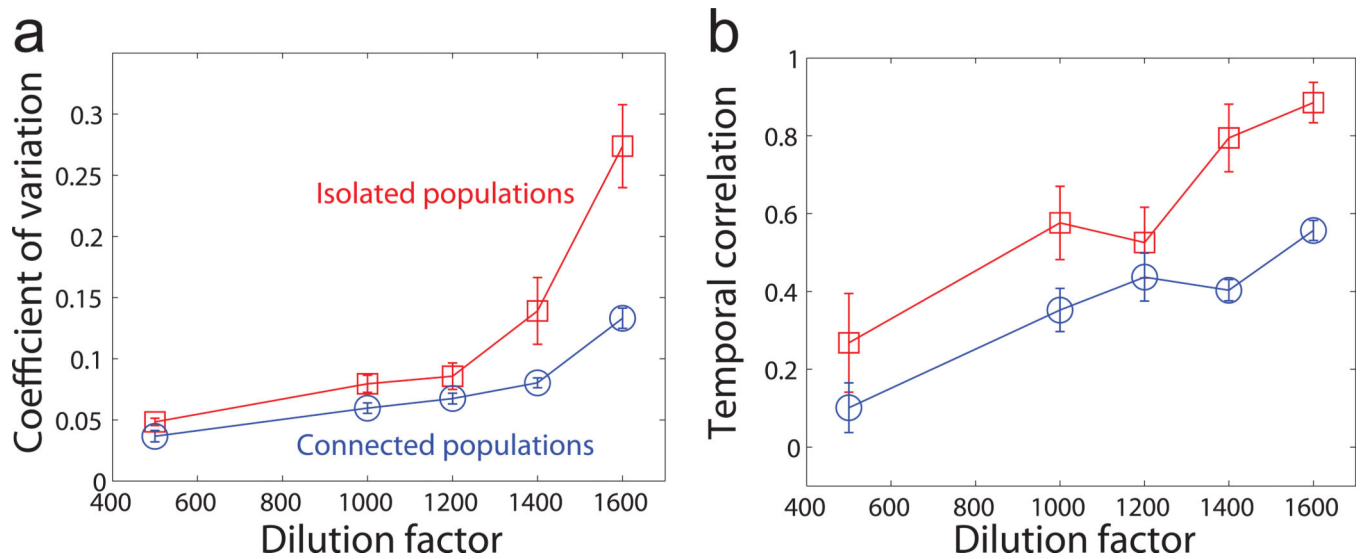 a
Coefficient of variation
0.3
0.25
0.2
0.15
0.1
0.05
0
Isolated populations
Connected populations
400 600 800 1000 1200 1400 1600
Dilution factor
b
Temporal correlation
1
0.8
0.6
0.4
0.2
0
400 600 800 1000 1200 1400 1600
Dilution factor